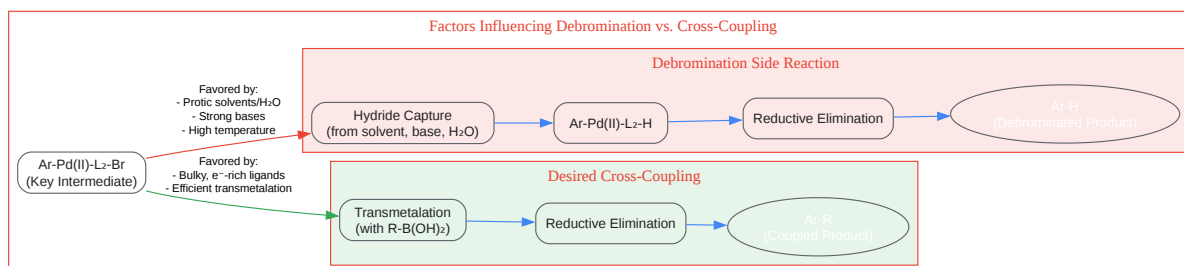 Factors Influencing Debromination vs. Cross-Coupling
Debromination Side Reaction
Favored by:
- Protic solvents/H₂O
- Strong bases
- High temperature
Hydride Capture
(from solvent, base, H₂O)
Ar-Pd(II)-L₂-H
Reductive Elimination
Ar-H
(Debrominated Product)
Ar-Pd(II)-L₂-Br
(Key Intermediate)
Favored by:
- Bulky, e⁻-rich ligands
- Efficient transmetalation
Desired Cross-Coupling
Transmetalation
(with R-B(OH)₂)
Reductive Elimination
Ar-R
(Coupled Product)